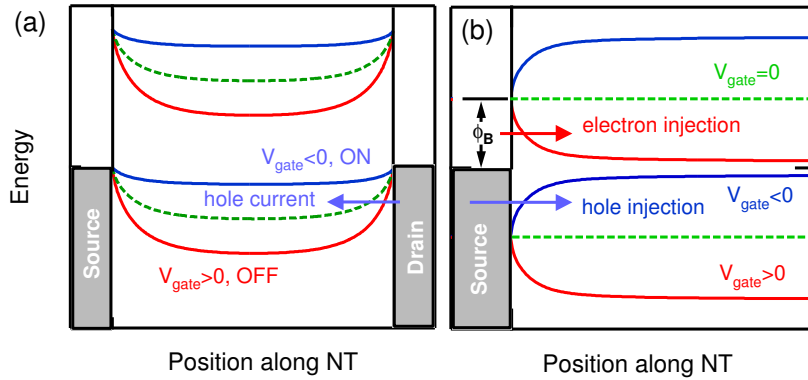 (a)
Energy
V_gate<0, ON
hole current
Source
Drain
V_gate>0, OFF
Position along NT
(b)
V_gate=0
ϕ_B
electron injection
hole injection
V_gate<0
Source
V_gate>0
Position along NT